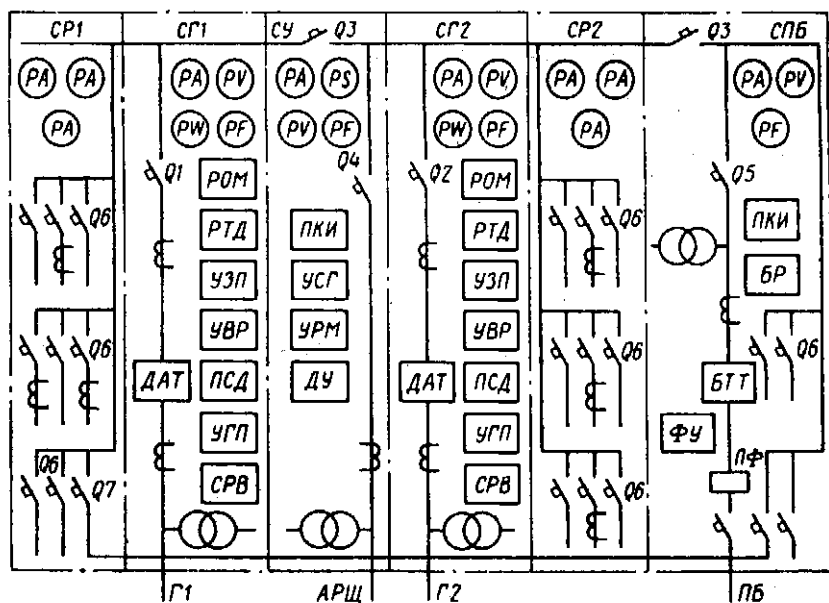 СР1 СГ1 СУ Q3 СГ2 СР2 Q3 СПБ
PA PA PA PV PA PS PA PV PA PA PA PV
PA PW PF PV PF PW PF PA PF
Q1 Q4 Q2 Q5
РОМ РОМ
Q6 Q6 ПКИ
РТД ПКИ РТД
БР
УЗП УСГ УЗП
УВР УРМ УВР
Q6 Q6 Q6
ДАТ ПСД ДУ ДАТ ПСД БТТ
УГП УГП ФУ
Q6 Q7 СРВ СРВ Q6 ПФ
Г1 АРЩ Г2 ПБ